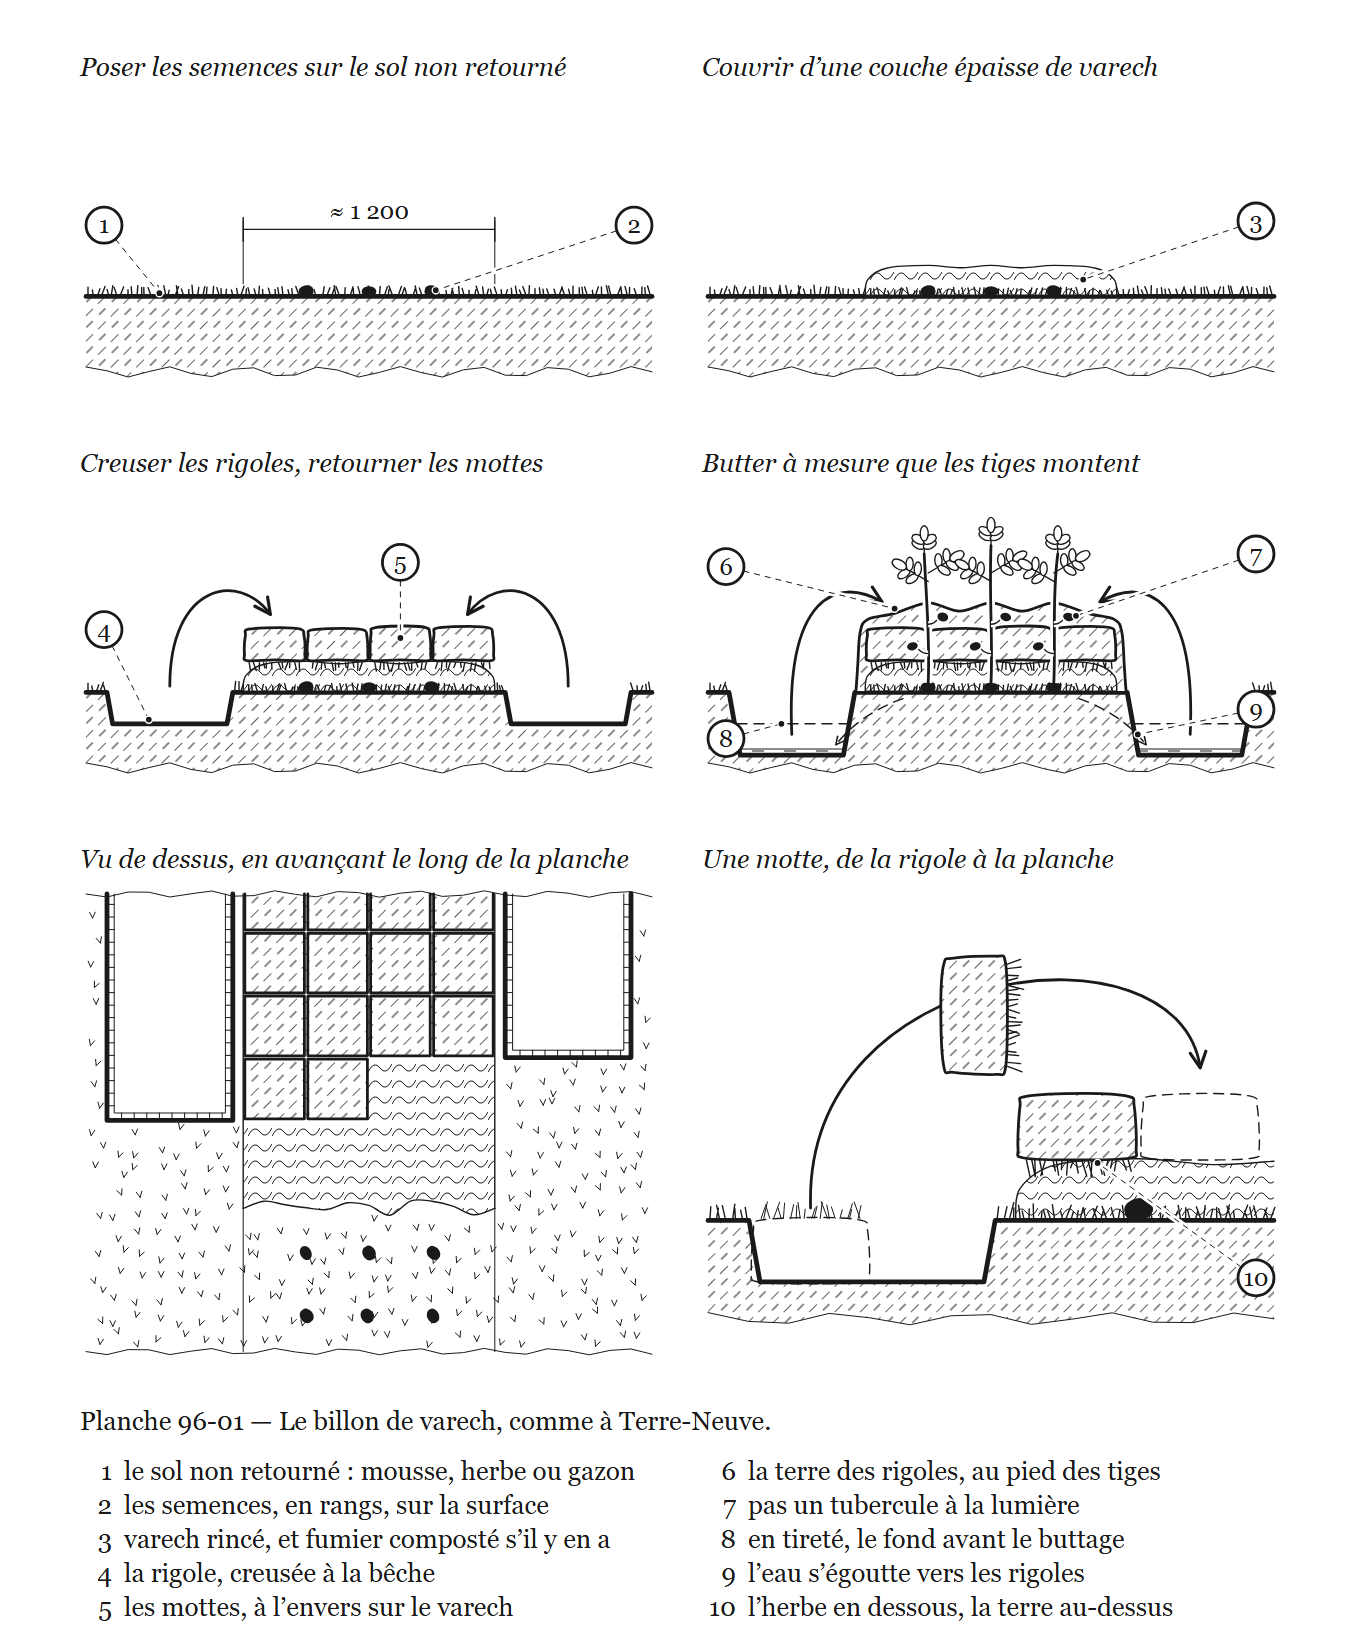 Poser les semences sur le sol non retourné
Couvrir d’une couche épaisse de varech
1
≈ 1 200
2
3
Creuser les rigoles, retourner les mottes
Butter à mesure que les tiges montent
4
5
6
7
8
9
Vu de dessus, en avançant le long de la planche
Une motte, de la rigole à la planche
10
Planche 96-01 — Le billon de varech, comme à Terre-Neuve.
1 le sol non retourné : mousse, herbe ou gazon
2 les semences, en rangs, sur la surface
3 varech rincé, et fumier composté s’il y en a
4 la rigole, creusée à la bêche
5 les mottes, à l’envers sur le varech
6 la terre des rigoles, au pied des tiges
7 pas un tubercule à la lumière
8 en tireté, le fond avant le buttage
9 l’eau s’égoutte vers les rigoles
10 l’herbe en dessous, la terre au-dessus